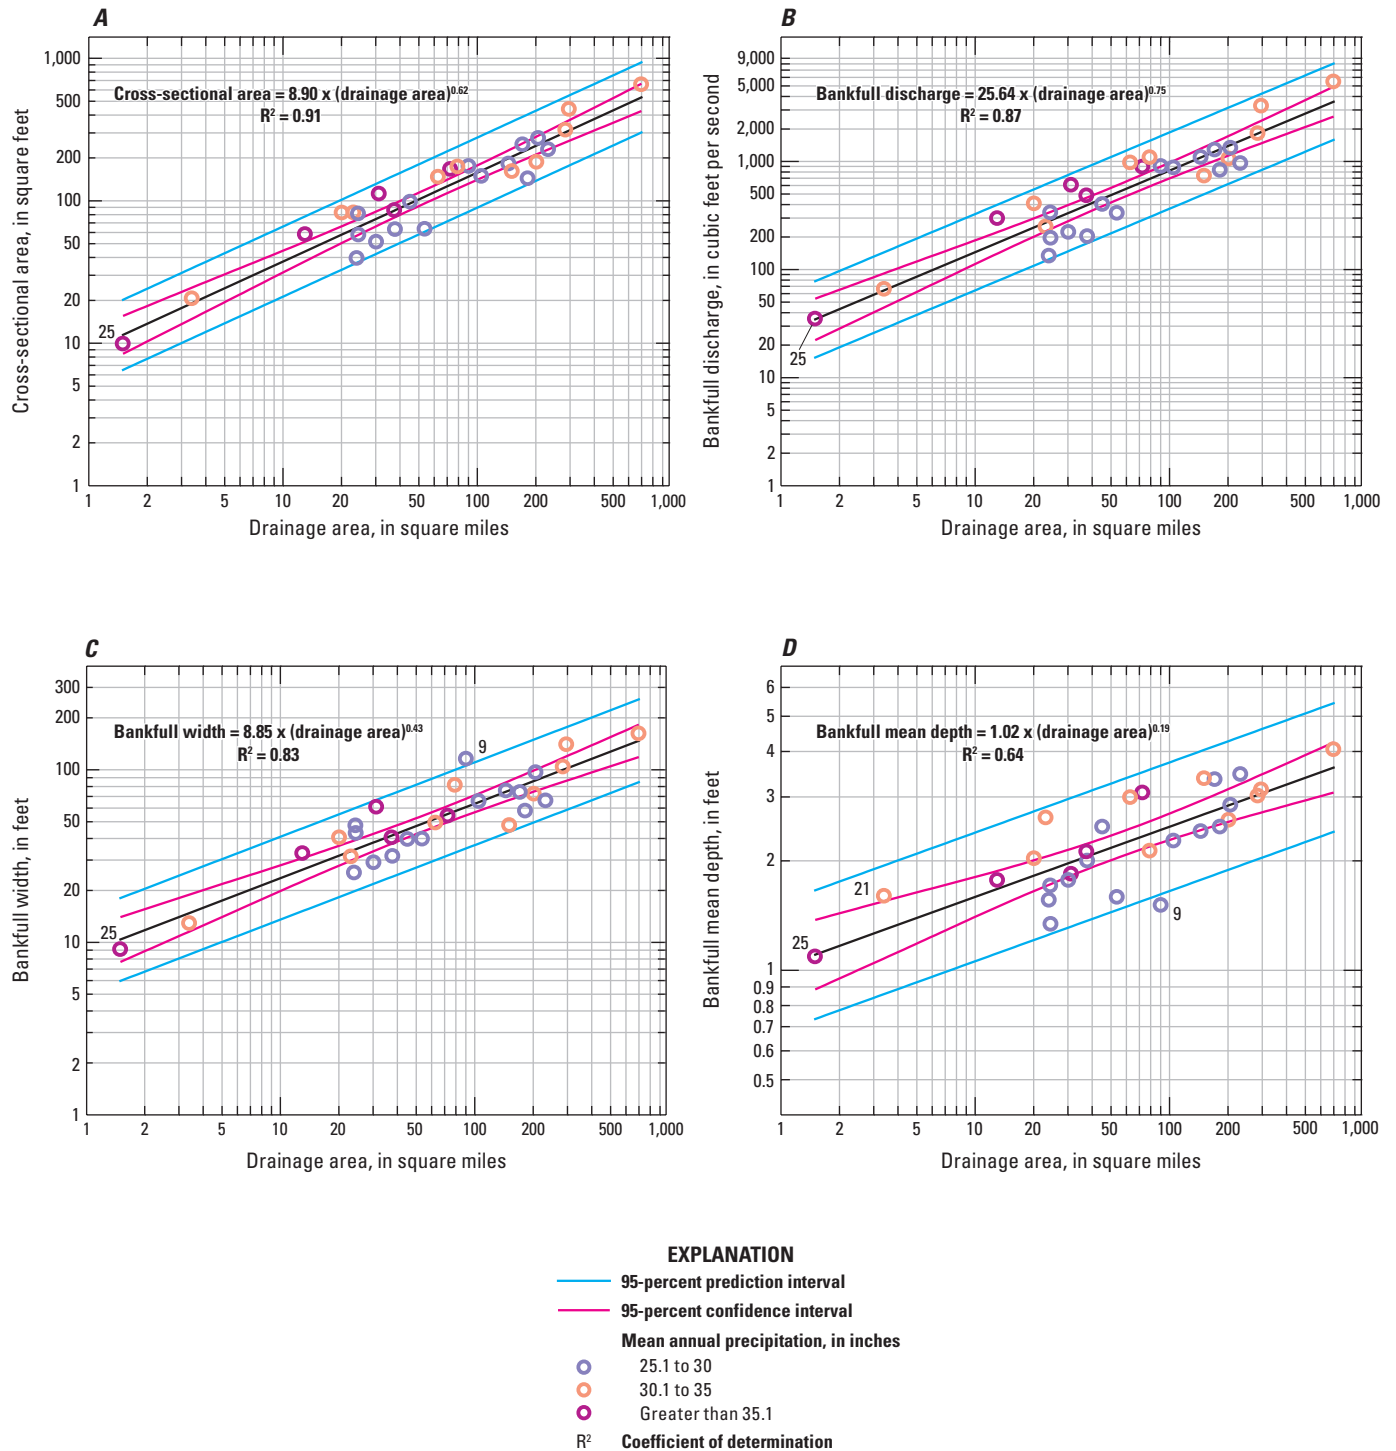 A
Cross-sectional area, in square feet
1,000
500
200
100
50
20
10
5
2
1
Cross-sectional area = 8.90 x (drainage area)^0.62
R² = 0.91
25
1 2 5 10 20 50 100 200 500 1,000
Drainage area, in square miles
B
Bankfull discharge, in cubic feet per second
9,000
5,000
2,000
1,000
500
200
100
50
20
10
5
2
1
Bankfull discharge = 25.64 x (drainage area)^0.75
R² = 0.87
25
1 2 5 10 20 50 100 200 500 1,000
Drainage area, in square miles
C
Bankfull width, in feet
300
200
100
50
20
10
5
2
1
Bankfull width = 8.85 x (drainage area)^0.43
R² = 0.83
9
25
1 2 5 10 20 50 100 200 500 1,000
Drainage area, in square miles
D
Bankfull mean depth, in feet
6
5
4
3
2
1
0.9
0.8
0.7
0.6
0.5
Bankfull mean depth = 1.02 x (drainage area)^0.19
R² = 0.64
21
9
25
1 2 5 10 20 50 100 200 500 1,000
Drainage area, in square miles
EXPLANATION
95-percent prediction interval
95-percent confidence interval
Mean annual precipitation, in inches
25.1 to 30
30.1 to 35
Greater than 35.1
R² Coefficient of determination